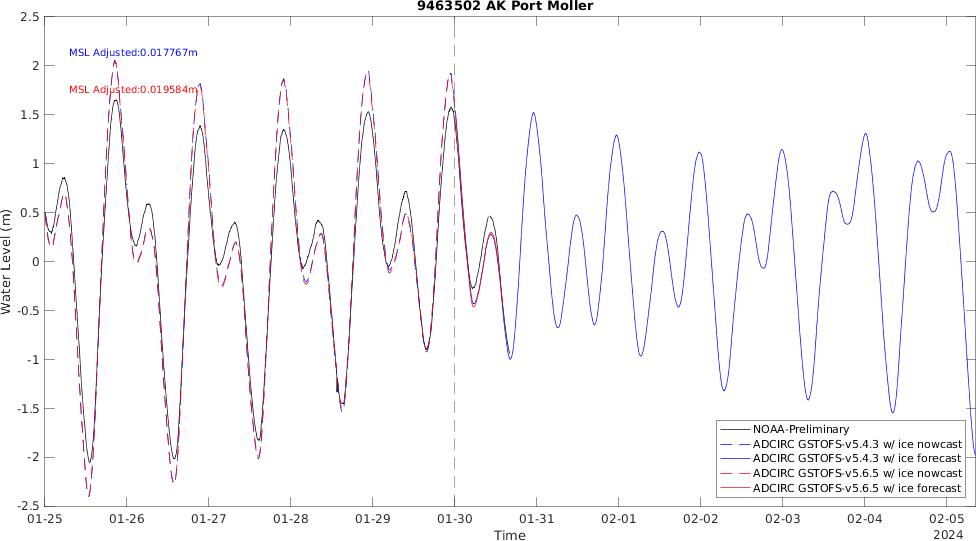 9463502 AK Port Moller
MSL Adjusted:0.017767m
MSL Adjusted:0.019584m
Water Level (m)
2.5
2
1.5
1
0.5
0
-0.5
-1
-1.5
-2
-2.5
NOAA-Preliminary
ADCIRC GSTOFS-v5.4.3 w/ ice nowcast
ADCIRC GSTOFS-v5.4.3 w/ ice forecast
ADCIRC GSTOFS-v5.6.5 w/ ice nowcast
ADCIRC GSTOFS-v5.6.5 w/ ice forecast
01-25 01-26 01-27 01-28 01-29 01-30 01-31 02-01 02-02 02-03 02-04 02-05
2024
Time